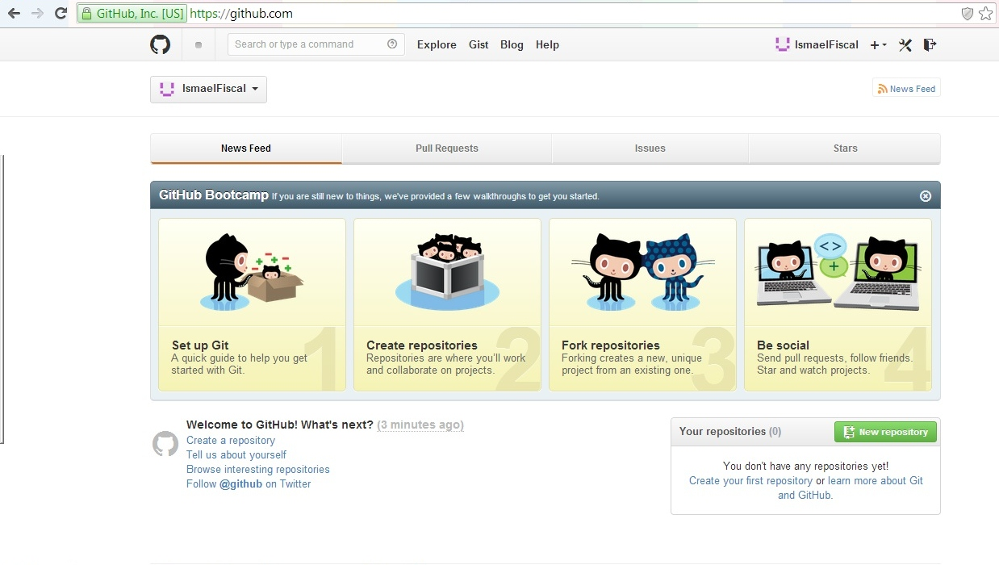 GitHub, Inc. [US] https://github.com
Search or type a command Explore Gist Blog Help IsmaelFiscal
IsmaelFiscal News Feed
News Feed Pull Requests Issues Stars
GitHub Bootcamp If you are still new to things, we've provided a few walkthroughs to get you started.
1
Set up Git
A quick guide to help you get
started with Git.
2
Create repositories
Repositories are where you'll work
and collaborate on projects.
3
Fork repositories
Forking creates a new, unique
project from an existing one.
4
Be social
Send pull requests, follow friends.
Star and watch projects.
Welcome to GitHub! What's next? (3 minutes ago)
Create a repository
Tell us about yourself
Browse interesting repositories
Follow @github on Twitter
Your repositories (0) New repository
You don't have any repositories yet!
Create your first repository or learn more about Git
and GitHub.